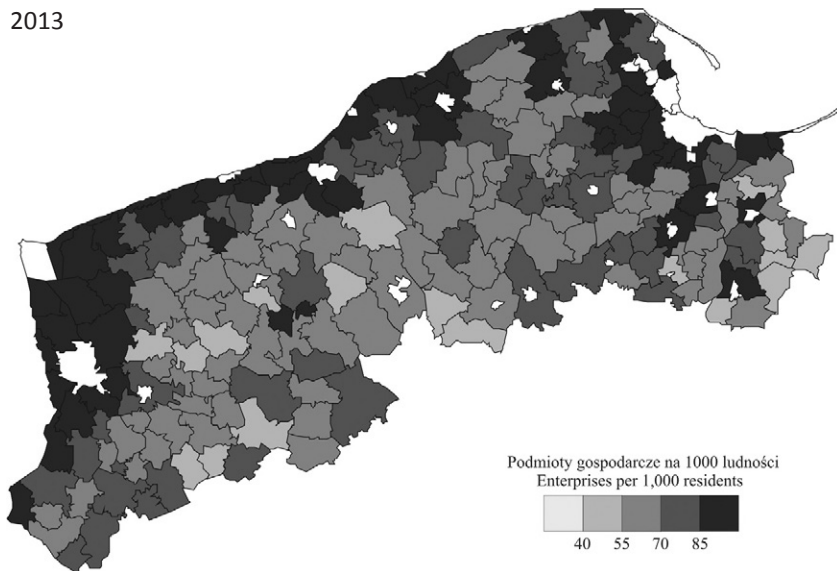 2013
Podmioty gospodarcze na 1000 ludności
Enterprises per 1,000 residents
40 55 70 85